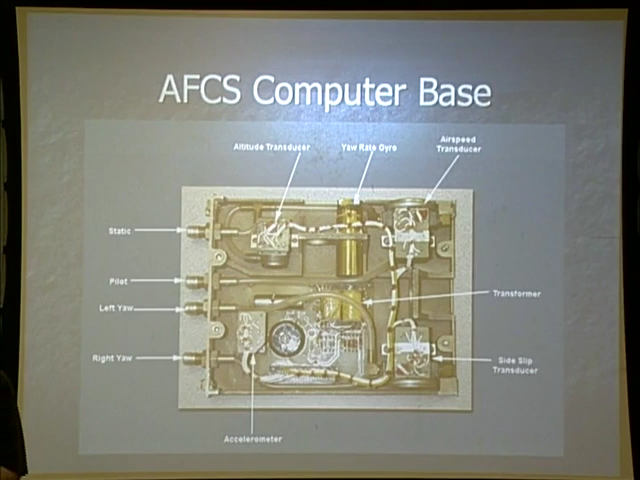 AFCS Computer Base
Altitude Transducer
Yaw Rate Gyro
Airspeed
Transducer
Static
Pilot
Left Yaw
Transformer
Right Yaw
Side Slip
Transducer
Accelerometer